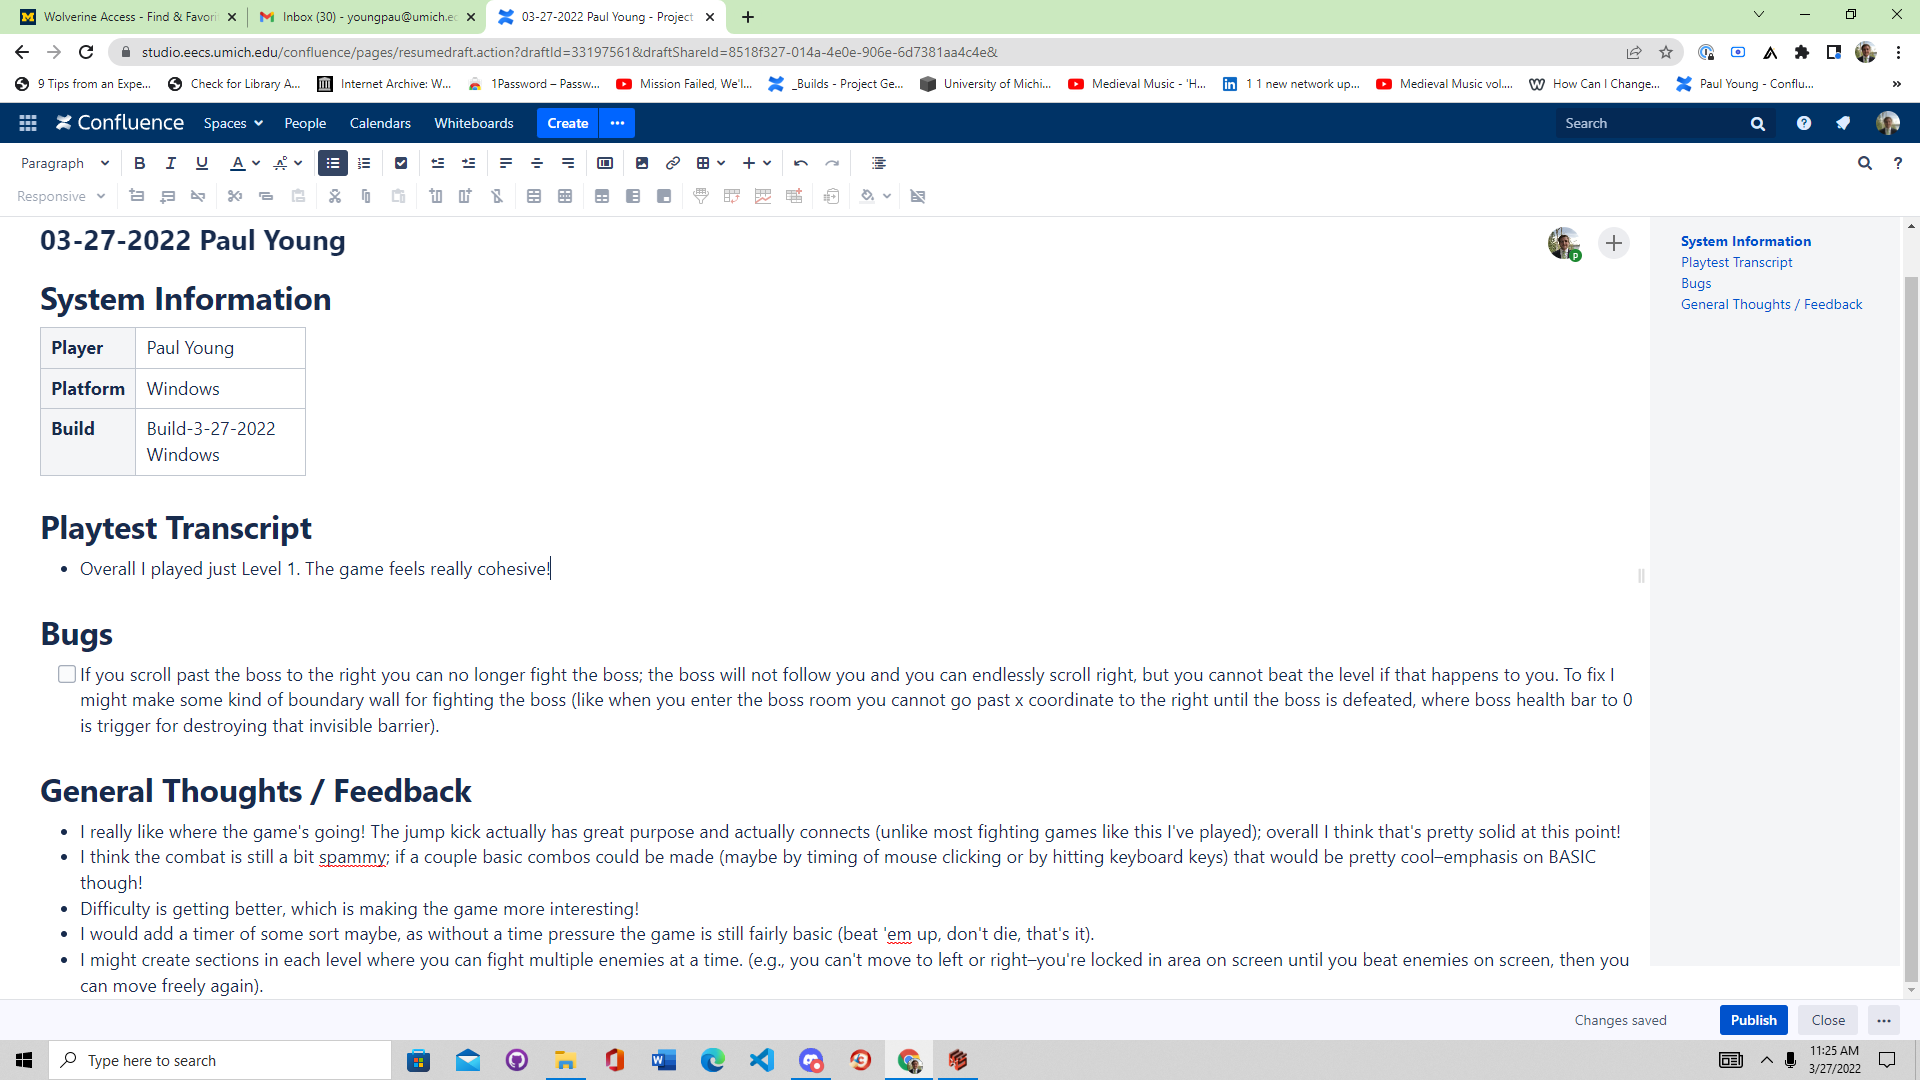 Wolverine Access - Find & Favori
Inbox (30) - youngpau@umich.ec
03-27-2022 Paul Young - Project
studio.eecs.umich.edu/confluence/pages/resumedraft.action?draftId=33197561&draftShareId=8518f327-014a-4e0e-906e-6d7381aa4c4e&
9 Tips from an Expe...
Check for Library A...
Internet Archive: W...
1Password – Passw...
Mission Failed, We'l...
_Builds - Project Ge...
University of Michi...
Medieval Music - 'H...
1 1 new network up...
Medieval Music vol....
How Can I Change...
Paul Young - Conflu...
»
Confluence
Spaces
People
Calendars
Whiteboards
Create
Search
Paragraph
B I U A
Responsive
03-27-2022 Paul Young
System Information
Player Paul Young
Platform Windows
Build Build-3-27-2022
Windows
Playtest Transcript
• Overall I played just Level 1. The game feels really cohesive!
Bugs
If you scroll past the boss to the right you can no longer fight the boss; the boss will not follow you and you can endlessly scroll right, but you cannot beat the level if that happens to you. To fix I
might make some kind of boundary wall for fighting the boss (like when you enter the boss room you cannot go past x coordinate to the right until the boss is defeated, where boss health bar to 0
is trigger for destroying that invisible barrier).
General Thoughts / Feedback
• I really like where the game's going! The jump kick actually has great purpose and actually connects (unlike most fighting games like this I've played); overall I think that's pretty solid at this point!
• I think the combat is still a bit spammy; if a couple basic combos could be made (maybe by timing of mouse clicking or by hitting keyboard keys) that would be pretty cool–emphasis on BASIC
though!
• Difficulty is getting better, which is making the game more interesting!
• I would add a timer of some sort maybe, as without a time pressure the game is still fairly basic (beat 'em up, don't die, that's it).
• I might create sections in each level where you can fight multiple enemies at a time. (e.g., you can't move to left or right–you're locked in area on screen until you beat enemies on screen, then you
can move freely again).
System Information
Playtest Transcript
Bugs
General Thoughts / Feedback
Changes saved
Publish
Close
Type here to search
11:25 AM
3/27/2022